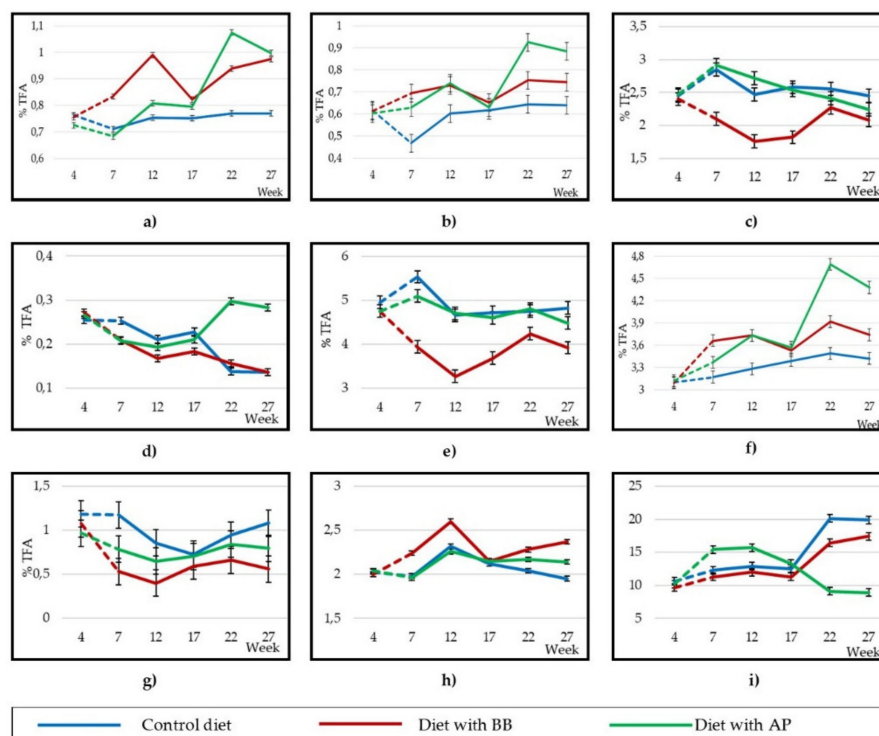 1,1
1
0,9
0,8
0,7
0,6
% TFA
4 7 12 17 22 27
Week
a)
1
0,9
0,8
0,7
0,6
0,5
0,4
% TFA
4 7 12 17 22 27
Week
b)
3,5
3
2,5
2
1,5
% TFA
4 7 12 17 22 27
Week
c)
0,4
0,3
0,2
0,1
% TFA
4 7 12 17 22 27
Week
d)
6
5
4
3
% TFA
4 7 12 17 22 27
Week
e)
4,8
4,5
4,2
3,9
3,6
3,3
3
% TFA
4 7 12 17 22 27
Week
f)
1,5
1
0,5
0
% TFA
4 7 12 17 22 27
Week
g)
3
2,5
2
1,5
% TFA
4 7 12 17 22 27
Week
h)
25
20
15
10
5
% TFA
4 7 12 17 22 27
Week
i)
Control diet Diet with BB Diet with AP